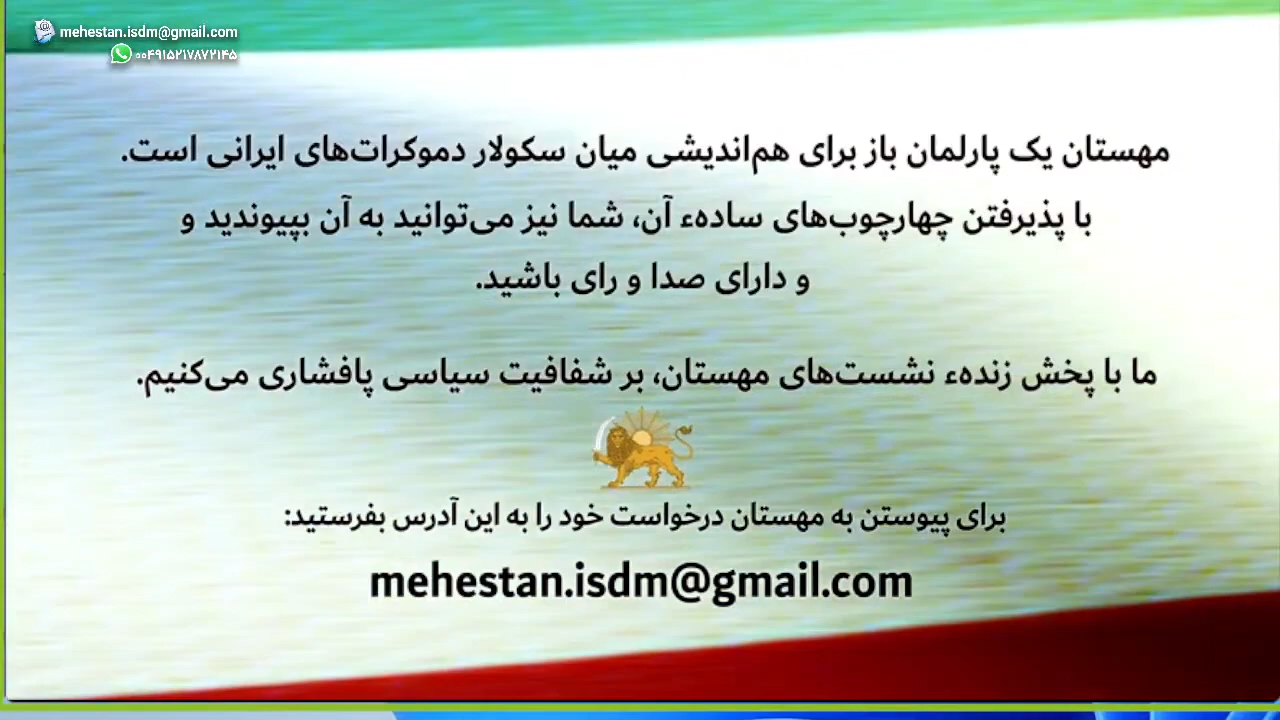 mehestan.isdm@gmail.com
۰۰۴۹۱۵۲۱۷۸۷۲۱۴۵
مهستان یک پارلمان باز برای هم‌اندیشی میان سکولار دموکرات‌های ایرانی است.
با پذیرفتن چهارچوب‌های سادهء آن، شما نیز می‌توانید به آن بپیوندید و
و دارای صدا و رای باشید.
ما با پخش زندهء نشست‌های مهستان، بر شفافیت سیاسی پافشاری می‌کنیم.
برای پیوستن به مهستان درخواست خود را به این آدرس بفرستید:
mehestan.isdm@gmail.com